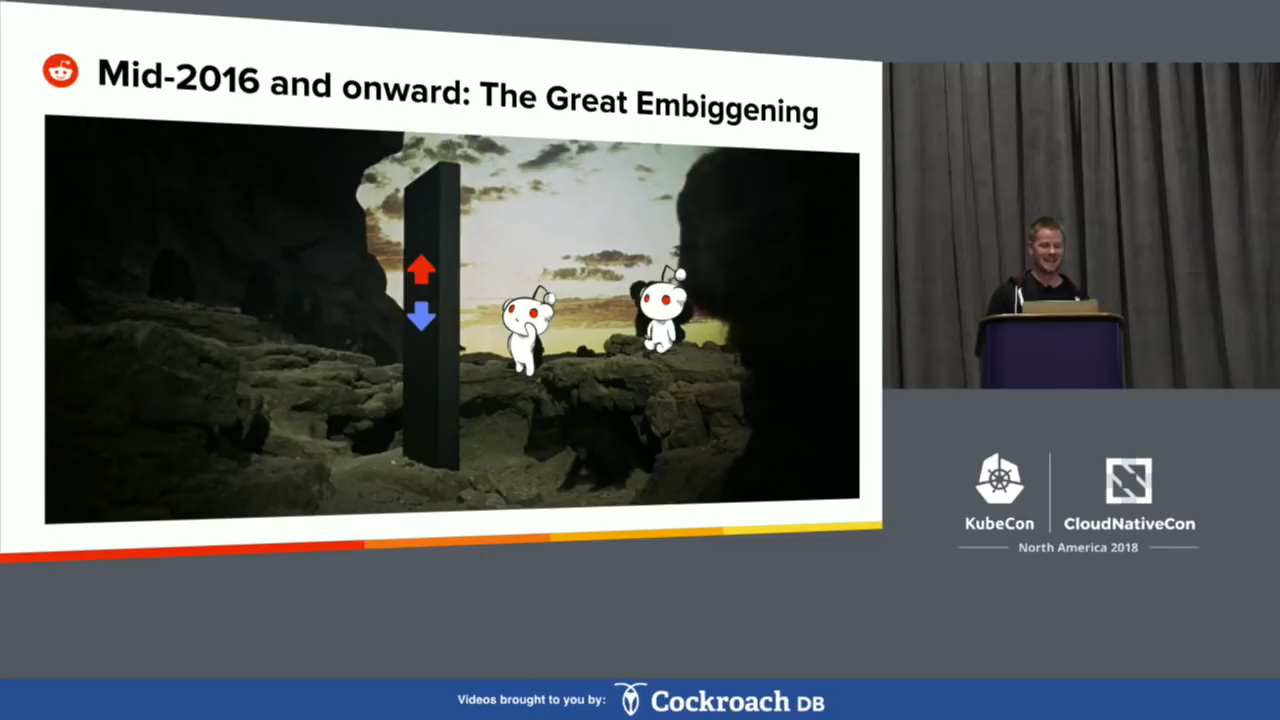 Mid-2016 and onward: The Great Embiggening
KubeCon
CloudNativeCon
North America 2018
Videos brought to you by:
Cockroach DB